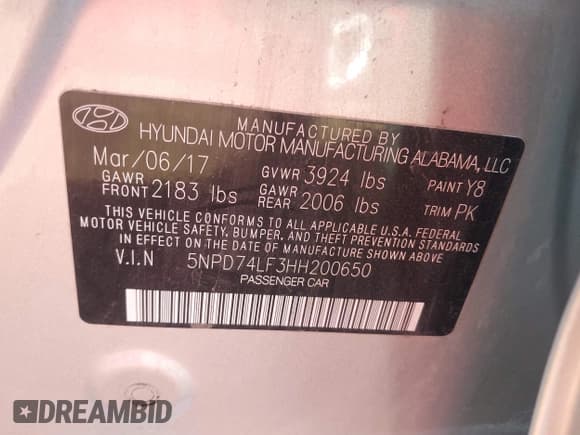 MANUFACTURED BY
HYUNDAI MOTOR MANUFACTURING ALABAMA, LLC
Mar/06/17 GVWR 3924 lbs PAINT Y8
GAWR FRONT 2183 lbs GAWR REAR 2006 lbs TRIM PK
THIS VEHICLE CONFORMS TO ALL APPLICABLE U.S.A. FEDERAL
MOTOR VEHICLE SAFETY, BUMPER, AND THEFT PREVENTION STANDARDS
IN EFFECT ON THE DATE OF MANUFACTURE SHOWN ABOVE.
V.I.N 5NPD74LF3HH200650
PASSENGER CAR
DREAMBID